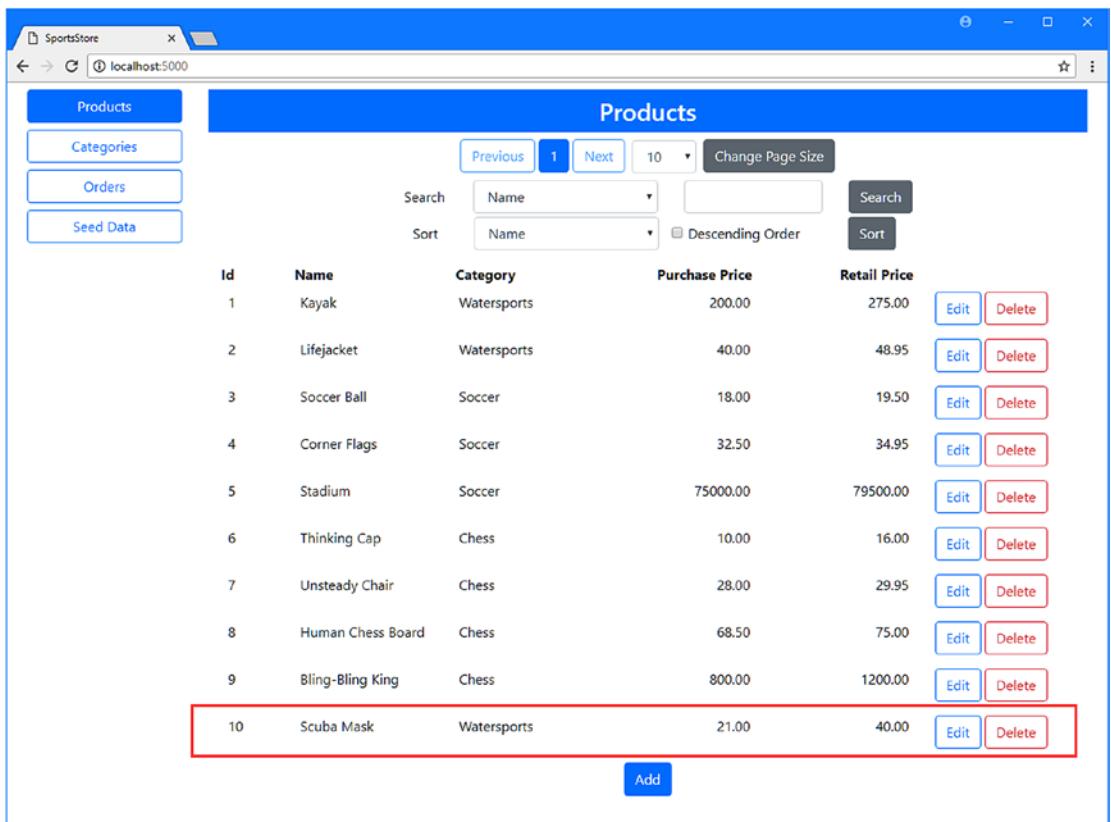 SportsStore
localhost:5000
Products
Categories
Orders
Seed Data
Products
Previous 1 Next 10 Change Page Size
Search Name Search
Sort Name Descending Order Sort
Id Name Category Purchase Price Retail Price
1 Kayak Watersports 200.00 275.00 Edit Delete
2 Lifejacket Watersports 40.00 48.95 Edit Delete
3 Soccer Ball Soccer 18.00 19.50 Edit Delete
4 Corner Flags Soccer 32.50 34.95 Edit Delete
5 Stadium Soccer 75000.00 79500.00 Edit Delete
6 Thinking Cap Chess 10.00 16.00 Edit Delete
7 Unsteady Chair Chess 28.00 29.95 Edit Delete
8 Human Chess Board Chess 68.50 75.00 Edit Delete
9 Bling-Bling King Chess 800.00 1200.00 Edit Delete
10 Scuba Mask Watersports 21.00 40.00 Edit Delete
Add